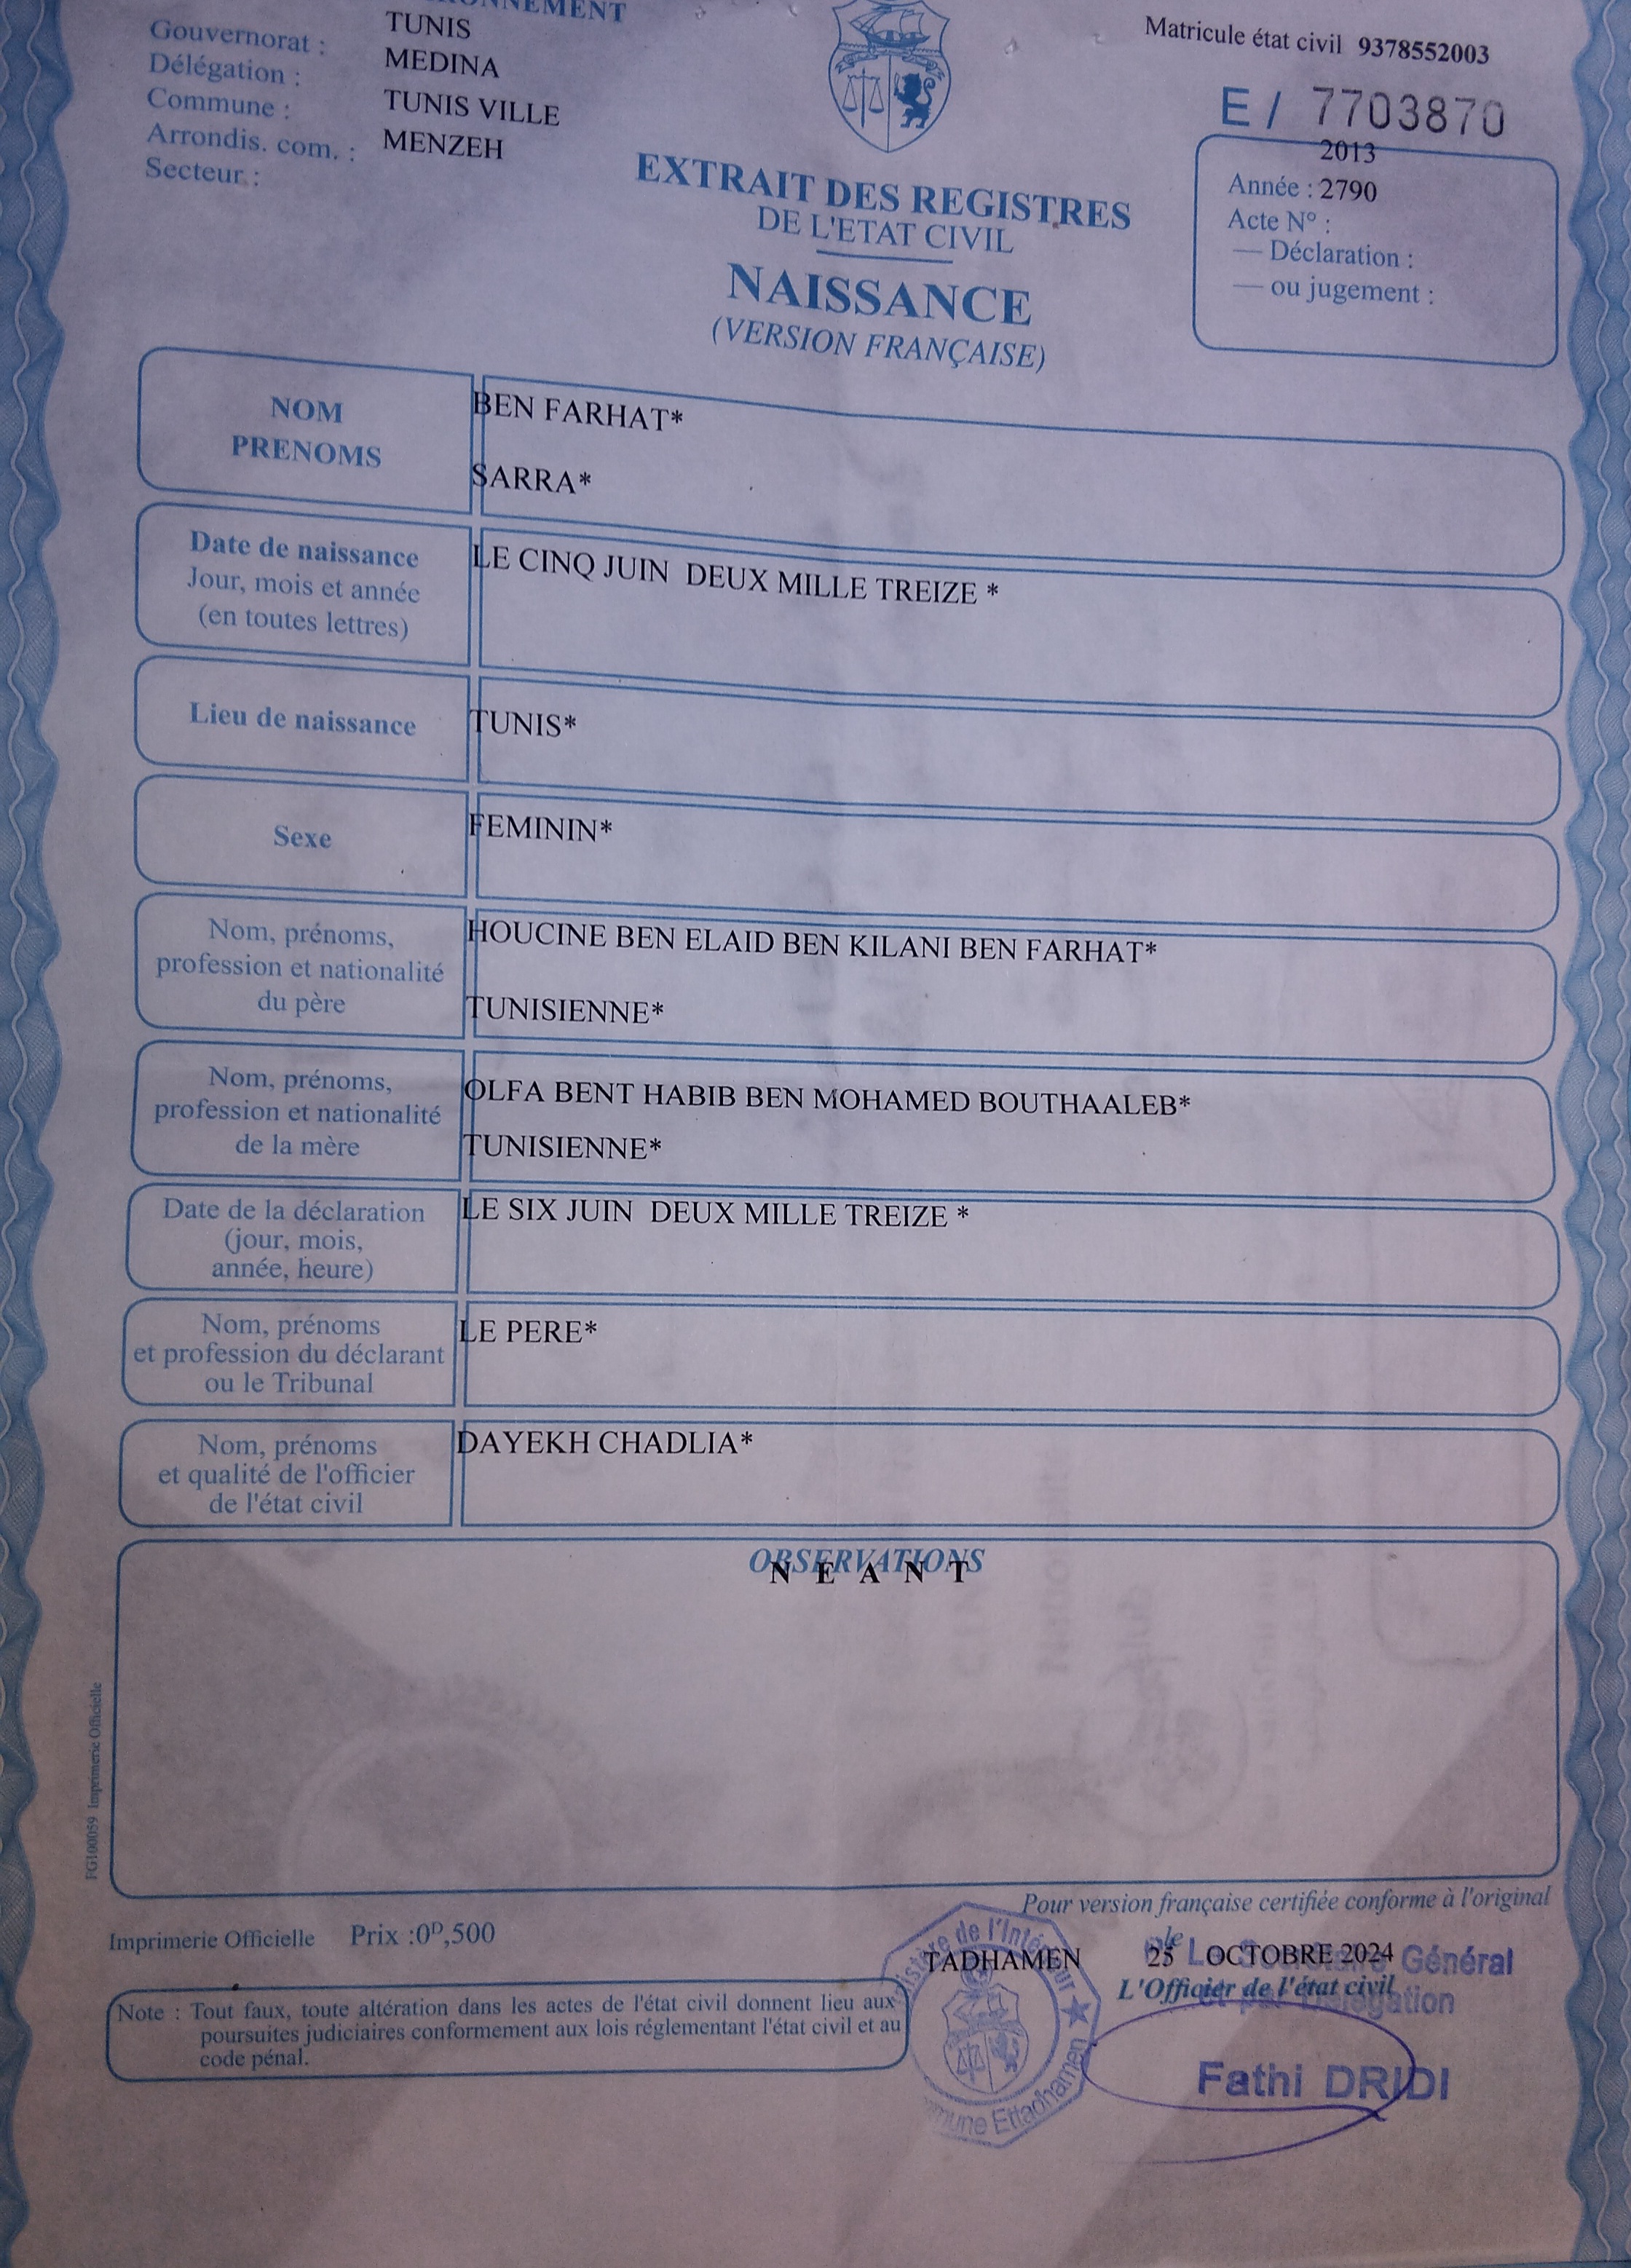 Gouvernorat : TUNIS
Délégation : MEDINA
Commune : TUNIS VILLE
Arrondis. com. : MENZEH
Secteur :
Matricule état civil 9378552003
E / 7703870
2013
Année : 2790
Acte N° :
— Déclaration :
— ou jugement :
EXTRAIT DES REGISTRES
DE L'ETAT CIVIL
NAISSANCE
(VERSION FRANÇAISE)
NOM
PRENOMS
BEN FARHAT*
SARRA*
Date de naissance
Jour, mois et année
(en toutes lettres)
LE CINQ JUIN DEUX MILLE TREIZE *
Lieu de naissance
TUNIS*
Sexe
FEMININ*
Nom, prénoms,
profession et nationalité
du père
HOUCINE BEN ELAID BEN KILANI BEN FARHAT*
TUNISIENNE*
Nom, prénoms,
profession et nationalité
de la mère
OLFA BENT HABIB BEN MOHAMED BOUTHAALEB*
TUNISIENNE*
Date de la déclaration
(jour, mois,
année, heure)
LE SIX JUIN DEUX MILLE TREIZE *
Nom, prénoms
et profession du déclarant
ou le Tribunal
LE PERE*
Nom, prénoms
et qualité de l'officier
de l'état civil
DAYEKH CHADLIA*
OBSERVATIONS
N E A N T
FG100059 Imprimerie Officielle
Pour version française certifiée conforme à l'original
Imprimerie Officielle Prix :0D,500
TADHAMEN 25 OCTOBRE 2024
Général
L'Officier de l'état civil
Fathi DRIDI
Note : Tout faux, toute altération dans les actes de l'état civil donnent lieu aux
poursuites judiciaires conformement aux lois réglementant l'état civil et au
code pénal.
de l'Intérieur
Ettadhamen